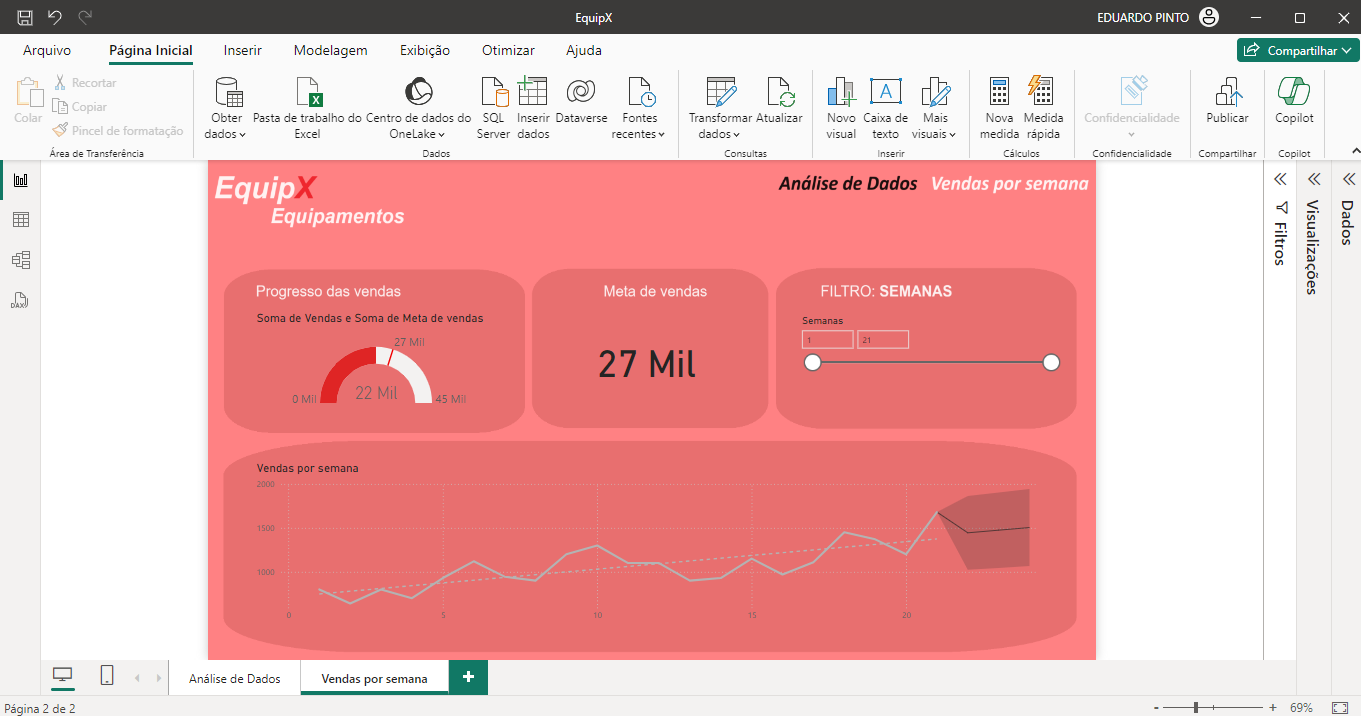 EquipX
EDUARDO PINTO
Arquivo Página Inicial Inserir Modelagem Exibição Otimizar Ajuda
Compartilhar
Colar
Recortar
Copiar
Pincel de formatação
Área de Transferência
Obter dados
Pasta de trabalho do Excel
Centro de dados do OneLake
SQL Server
Inserir dados
Dataverse
Fontes recentes
Dados
Transformar dados
Atualizar
Consultas
Novo visual
Caixa de texto
Mais visuais
Inserir
Nova medida
Medida rápida
Cálculos
Confidencialidade
Confidencialidade
Publicar
Compartilhar
Copilot
Copilot
DAX
EquipX
Equipamentos
Análise de Dados Vendas por semana
Progresso das vendas
Soma de Vendas e Soma de Meta de vendas
27 Mil
22 Mil
0 Mil
45 Mil
Meta de vendas
27 Mil
FILTRO: SEMANAS
Semanas
1 21
Vendas por semana
2000
1500
1000
0 5 10 15 20
Filtros
Visualizações
Dados
Análise de Dados
Vendas por semana
+
Página 2 de 2
- + 69%